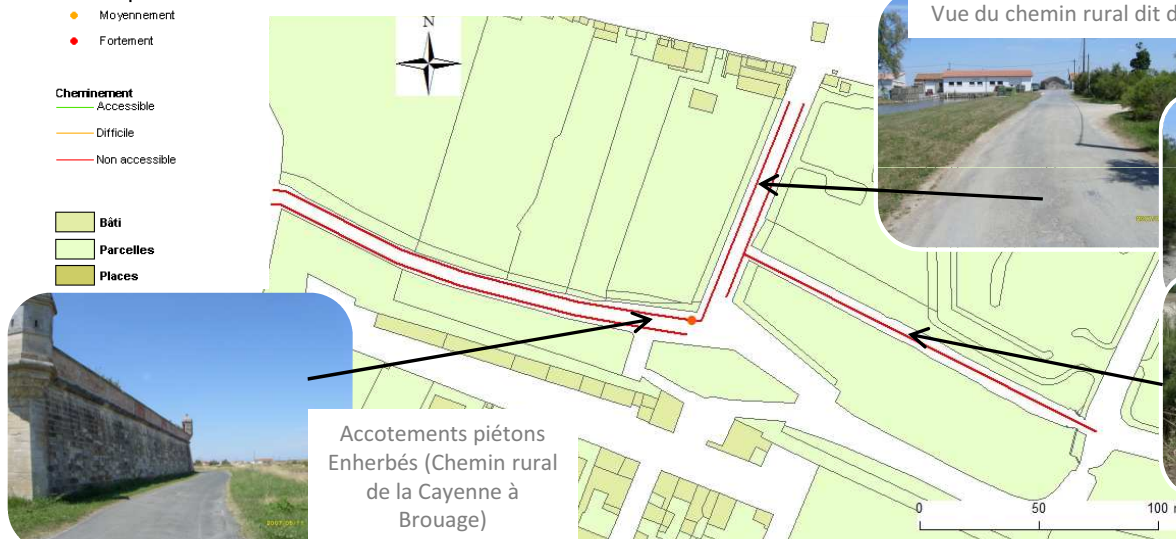 Moyennement
Fortement
Cheminement
Accessible
Difficile
Non accessible
Bâti
Parcelles
Places
N
Vue du chemin rural dit d
Accotements piétons
Enherbés (Chemin rural
de la Cayenne à
Brouage)
0 50 100